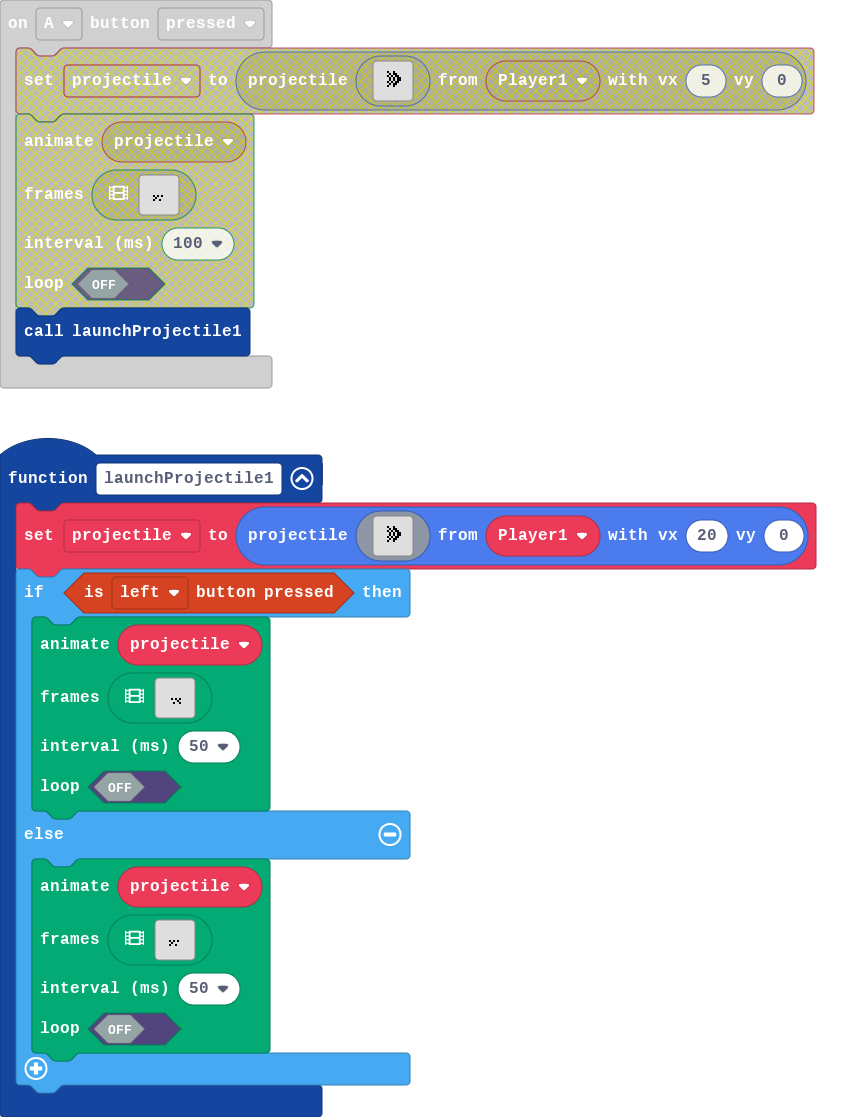 on A button pressed
set projectile to projectile from Player1 with vx 5 vy 0
animate projectile
frames
interval (ms) 100
loop OFF
call launchProjectile1
function launchProjectile1
set projectile to projectile from Player1 with vx 20 vy 0
if is left button pressed then
animate projectile
frames
interval (ms) 50
loop OFF
else
animate projectile
frames
interval (ms) 50
loop OFF